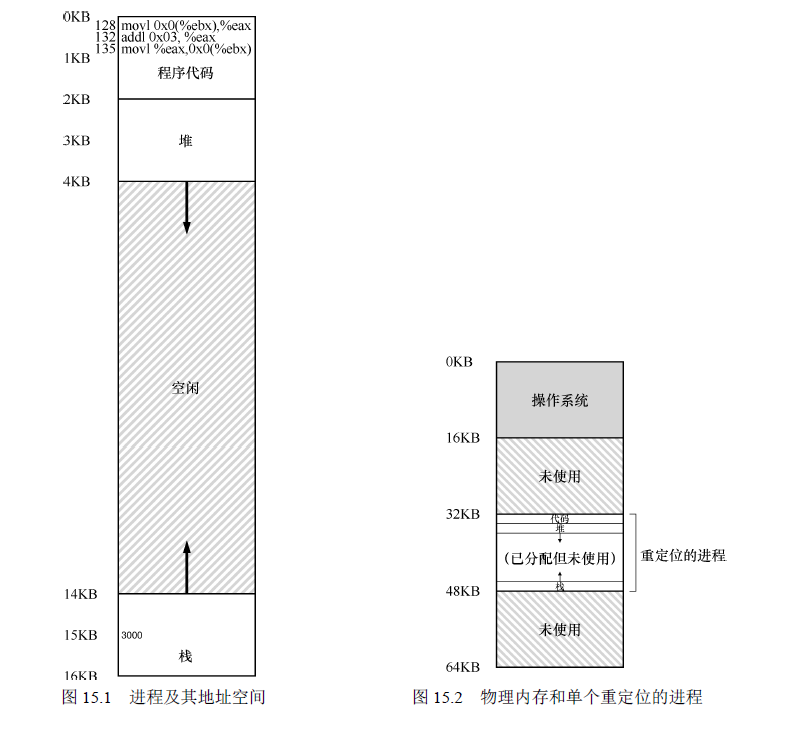 0KB
128 movl 0x0(%ebx),%eax
132 addl 0x03, %eax
135 movl %eax,0x0(%ebx)
1KB
程序代码
2KB
3KB
堆
4KB
空闲
14KB
15KB
3000
栈
16KB
图 15.1 进程及其地址空间
0KB
操作系统
16KB
未使用
32KB
代码
堆
(已分配但未使用)
重定位的进程
栈
48KB
未使用
64KB
图 15.2 物理内存和单个重定位的进程